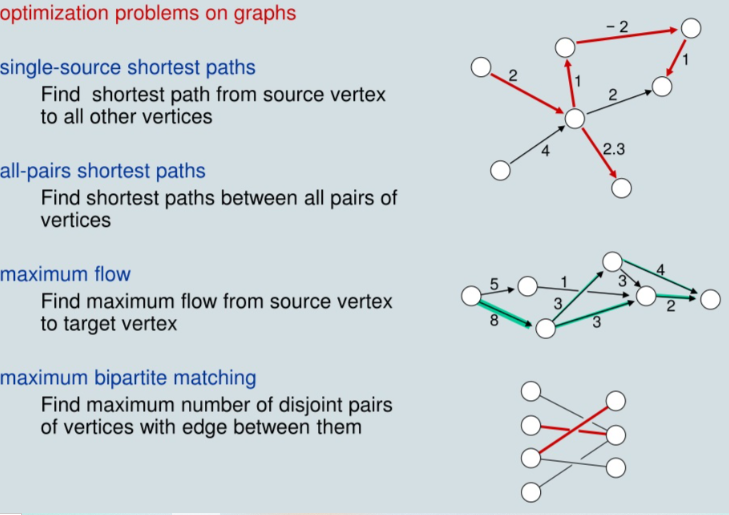 optimization problems on graphs
single-source shortest paths
Find shortest path from source vertex
to all other vertices
all-pairs shortest paths
Find shortest paths between all pairs of
vertices
maximum flow
Find maximum flow from source vertex
to target vertex
maximum bipartite matching
Find maximum number of disjoint pairs
of vertices with edge between them
– 2
1
2
1
2
4
2.3
4
5
1
3
3
2
8
3